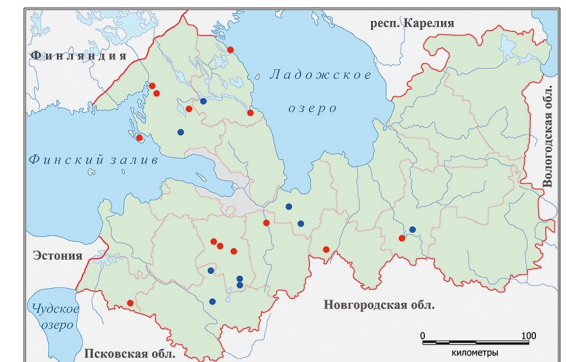 респ. Карелия
Финляндия
Ладожское
озеро
Вологодская обл.
Финский залив
Эстония
Чудское
озеро
Новгородская обл.
Псковская обл.
0 100
километры